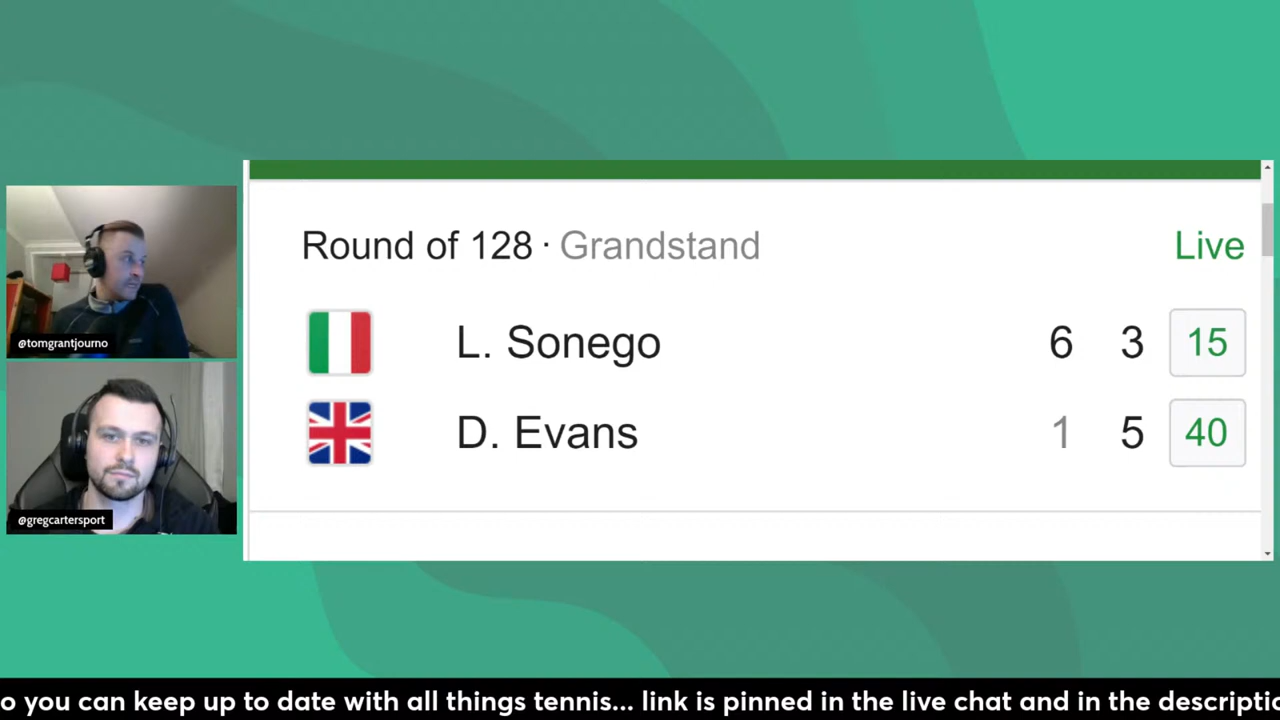 Round of 128 · Grandstand
Live
L. Sonego 6 3 15
D. Evans 1 5 40
@tomgrantjourno
@gregcartersport
o you can keep up to date with all things tennis... link is pinned in the live chat and in the descriptio